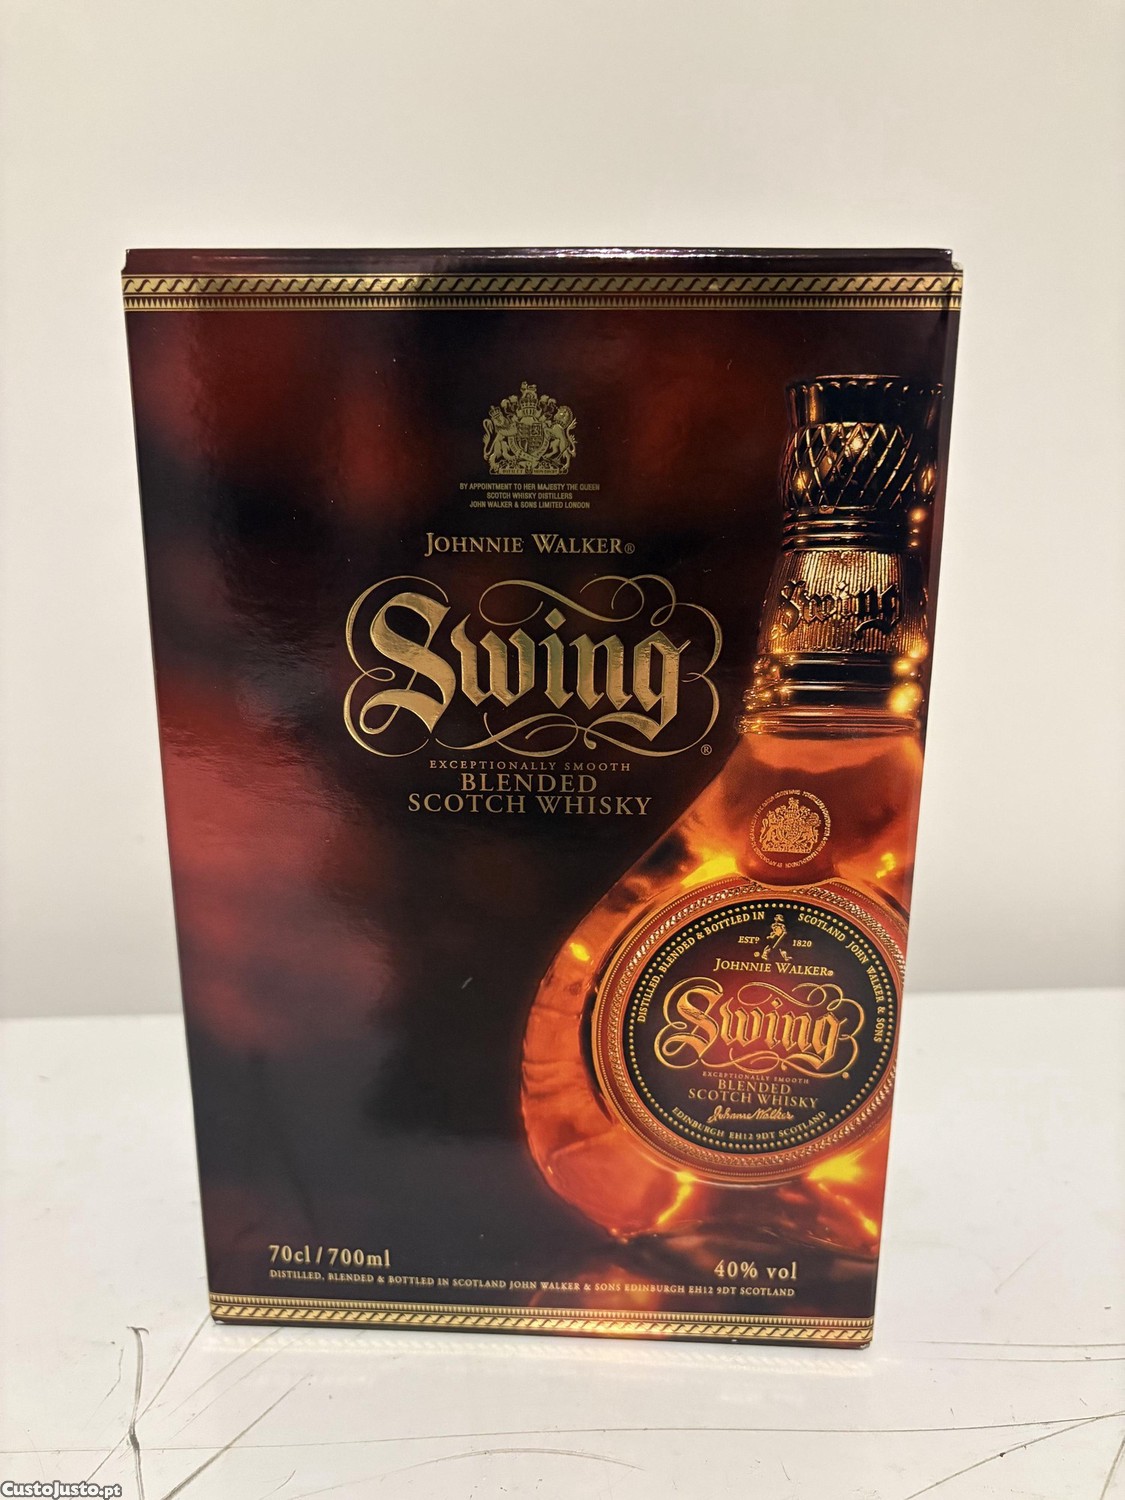 BY APPOINTMENT TO HER MAJESTY THE QUEEN
SCOTCH WHISKY DISTILLERS
JOHN WALKER & SONS LIMITED LONDON
JOHNNIE WALKER®
Swing®
EXCEPTIONALLY SMOOTH
BLENDED
SCOTCH WHISKY
Swing
DISTILLED, BLENDED & BOTTLED IN SCOTLAND JOHN WALKER & SONS
ESTD 1820
JOHNNIE WALKER®
Swing®
EXCEPTIONALLY SMOOTH
BLENDED
SCOTCH WHISKY
Johnnie Walker
EDINBURGH EH12 9DT SCOTLAND
70cl / 700ml
40% vol
DISTILLED, BLENDED & BOTTLED IN SCOTLAND JOHN WALKER & SONS EDINBURGH EH12 9DT SCOTLAND
CustoJusto.pt